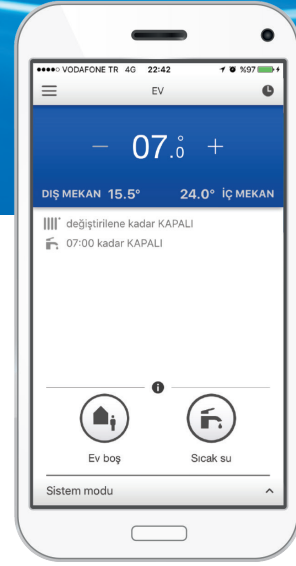 VODAFONE TR 4G 22:42 %97
EV
− 07.0° +
DIŞ MEKAN 15.5° 24.0° İÇ MEKAN
değiştirilene kadar KAPALI
07:00 kadar KAPALI
Ev boş Sıcak su
Sistem modu